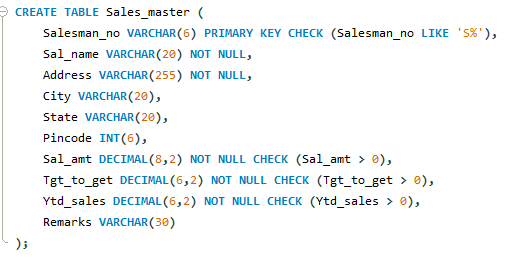 CREATE TABLE Sales_master (
Salesman_no VARCHAR(6) PRIMARY KEY CHECK (Salesman_no LIKE 'S%'),
Sal_name VARCHAR(20) NOT NULL,
Address VARCHAR(255) NOT NULL,
City VARCHAR(20),
State VARCHAR(20),
Pincode INT(6),
Sal_amt DECIMAL(8,2) NOT NULL CHECK (Sal_amt > 0),
Tgt_to_get DECIMAL(6,2) NOT NULL CHECK (Tgt_to_get > 0),
Ytd_sales DECIMAL(6,2) NOT NULL CHECK (Ytd_sales > 0),
Remarks VARCHAR(30)
);